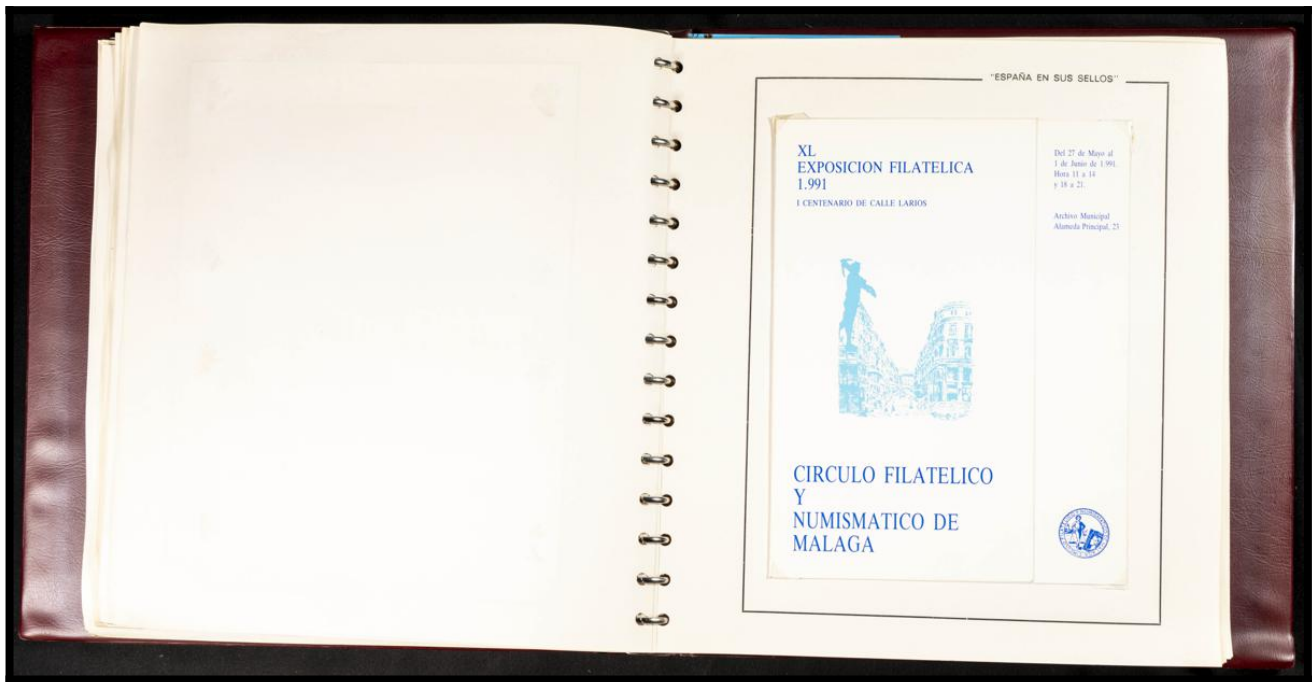 "ESPAÑA EN SUS SELLOS"
XL
EXPOSICION FILATELICA
1.991
I CENTENARIO DE CALLE LARIOS
Del 27 de Mayo al
1 de Junio de 1.991.
Hora 11 a 14
y 18 a 21.
Archivo Municipal
Alameda Principal, 23
CIRCULO FILATELICO
Y
NUMISMATICO DE
MALAGA